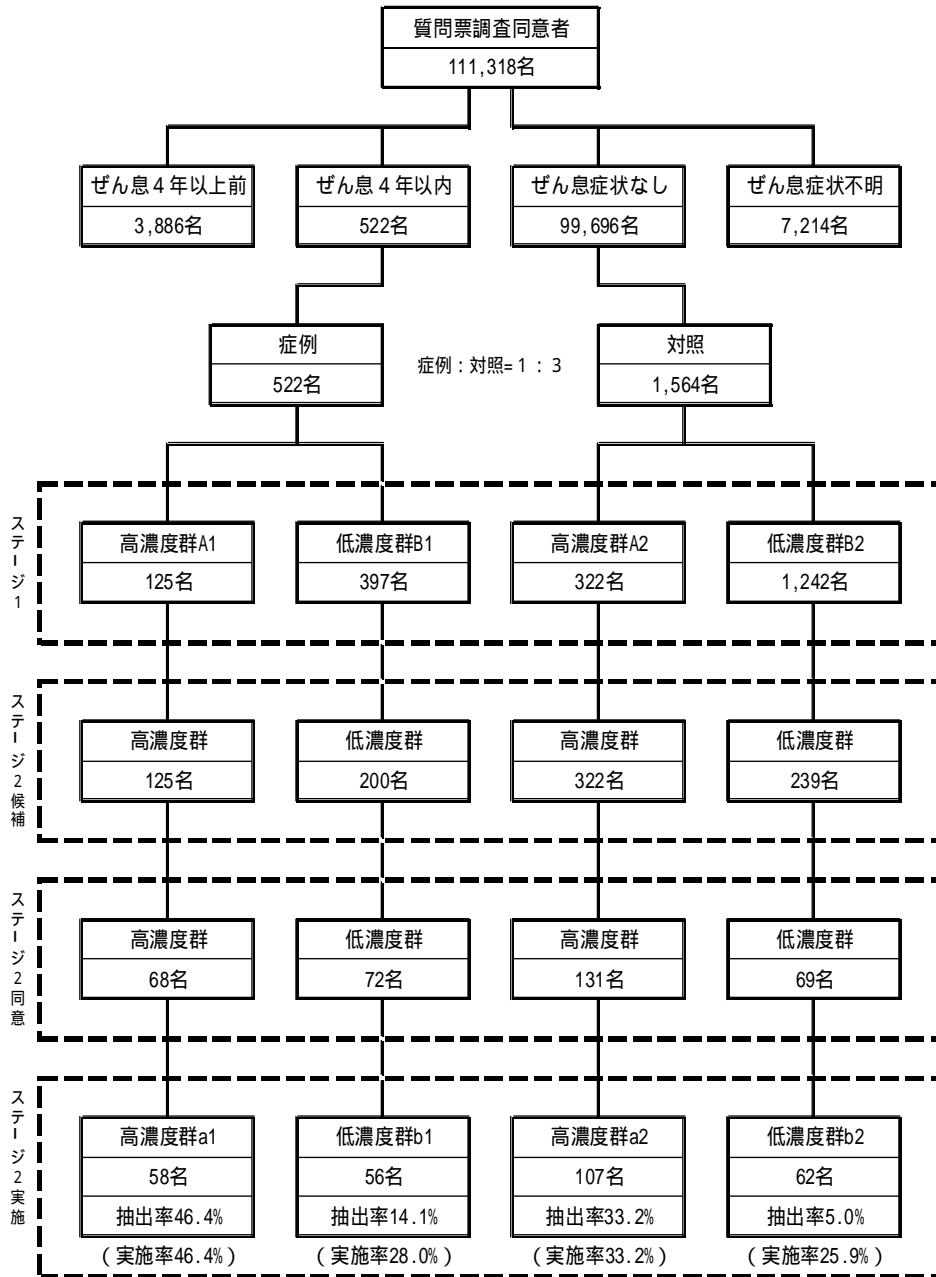 質問票調査同意者
111,318名
ぜん息4年以上前
3,886名
ぜん息4年以内
522名
ぜん息症状なし
99,696名
ぜん息症状不明
7,214名
症例
522名
症例:対照=1:3
対照
1,564名
ステージ1
高濃度群A1
125名
低濃度群B1
397名
高濃度群A2
322名
低濃度群B2
1,242名
ステージ2候補
高濃度群
125名
低濃度群
200名
高濃度群
322名
低濃度群
239名
ステージ2同意
高濃度群
68名
低濃度群
72名
高濃度群
131名
低濃度群
69名
ステージ2実施
高濃度群a1
58名
抽出率46.4%
(実施率46.4%)
低濃度群b1
56名
抽出率14.1%
(実施率28.0%)
高濃度群a2
107名
抽出率33.2%
(実施率33.2%)
低濃度群b2
62名
抽出率5.0%
(実施率25.9%)